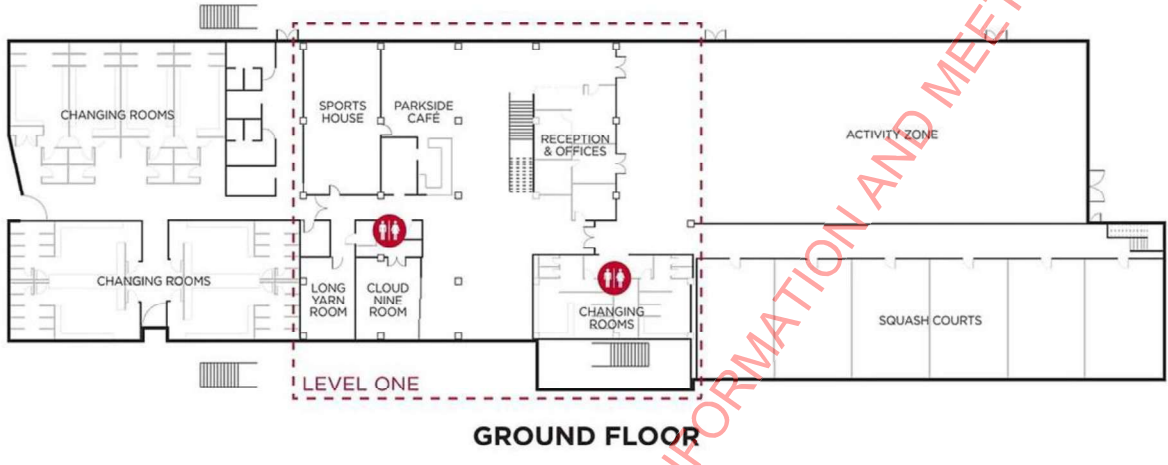 CHANGING ROOMS
SPORTS
HOUSE
PARKSIDE
CAFÉ
RECEPTION
& OFFICES
ACTIVITY ZONE
CHANGING ROOMS
LONG
YARN
ROOM
CLOUD
NINE
ROOM
CHANGING
ROOMS
SQUASH COURTS
LEVEL ONE
GROUND FLOOR
INFORMATION AND MEET